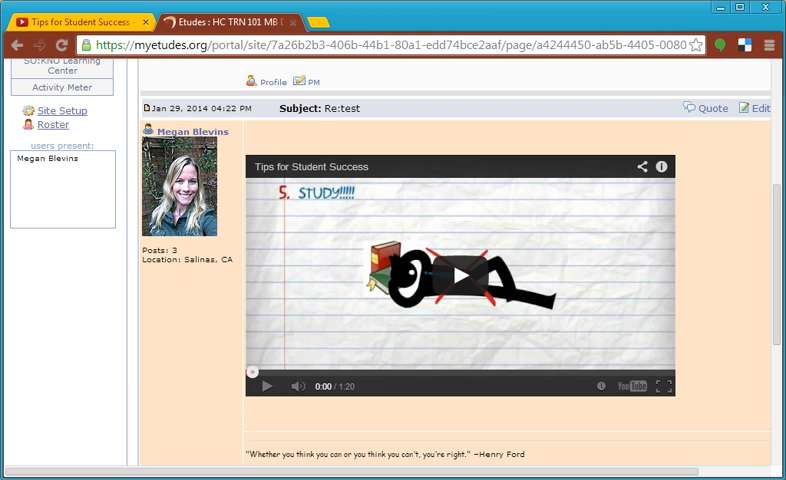 Tips for Student Success -
Etudes : HC TRN 101 MB D
https://myetudes.org/portal/site/7a26b2b3-406b-44b1-80a1-edd74bce2aaf/page/a4244450-ab5b-4405-0080
SO:KNO Learning
Center
Activity Meter
Site Setup
Roster
users present:
Megan Blevins
Profile PM
Jan 29, 2014 04:22 PM Subject: Re:test Quote Edit
Megan Blevins
Posts: 3
Location: Salinas, CA
Tips for Student Success
5. STUDY!!!!!
0:00 / 1:20 YouTube
"Whether you think you can or you think you can't, you're right." ~Henry Ford